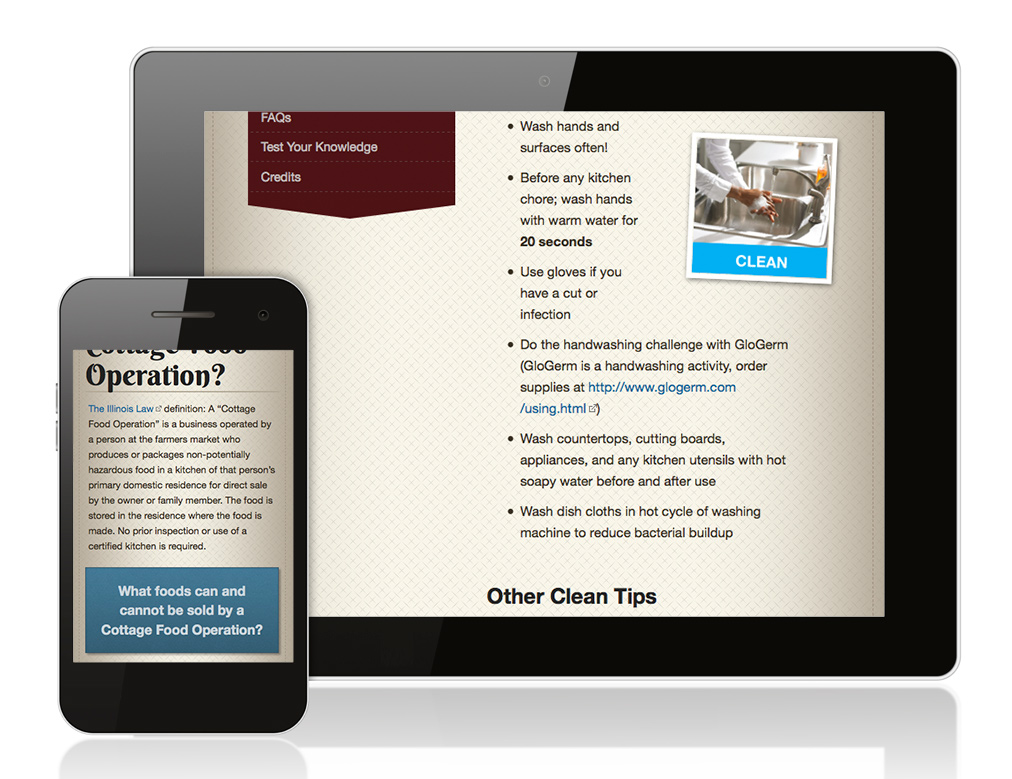 FAQs
Test Your Knowledge
Credits
• Wash hands and
surfaces often!
• Before any kitchen
chore; wash hands
with warm water for
20 seconds
• Use gloves if you
have a cut or
infection
• Do the handwashing challenge with GloGerm
(GloGerm is a handwashing activity, order
supplies at http://www.glogerm.com
/using.html)
• Wash countertops, cutting boards,
appliances, and any kitchen utensils with hot
soapy water before and after use
• Wash dish cloths in hot cycle of washing
machine to reduce bacterial buildup
Other Clean Tips
CLEAN
Cottage Food
Operation?
The Illinois Law definition: A “Cottage
Food Operation” is a business operated by
a person at the farmers market who
produces or packages non-potentially
hazardous food in a kitchen of that person’s
primary domestic residence for direct sale
by the owner or family member. The food is
stored in the residence where the food is
made. No prior inspection or use of a
certified kitchen is required.
What foods can and
cannot be sold by a
Cottage Food Operation?